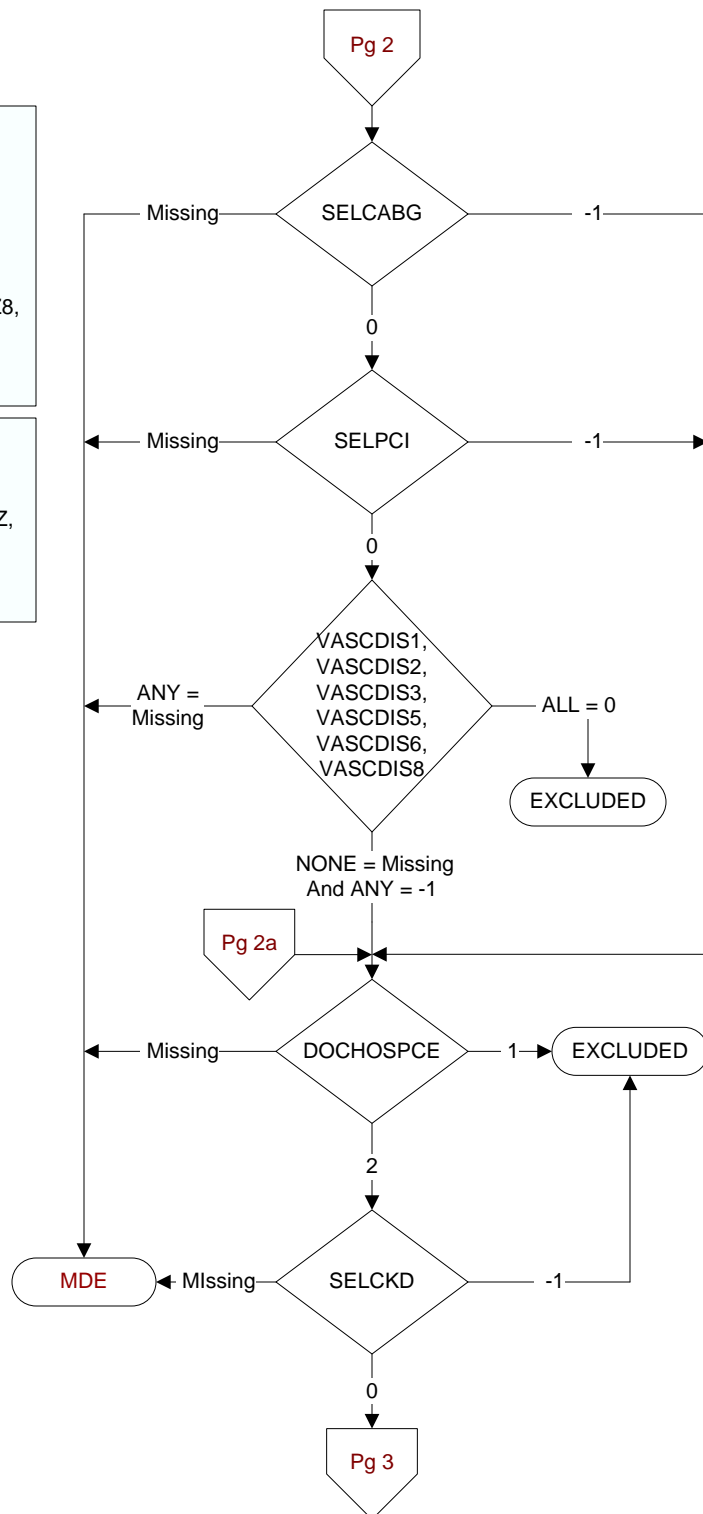 Pg 2
Missing
SELCABG
-1
8,
0
Missing
SELPCI
-1
Z,
0
VASCDIS1,
VASCDIS2,
VASCDIS3,
VASCDIS5,
VASCDIS6,
VASCDIS8
ANY =
Missing
ALL = 0
EXCLUDED
NONE = Missing
And ANY = -1
Pg 2a
Missing
DOCHOSPCE
1
EXCLUDED
2
MDE
MIssing
SELCKD
-1
0
Pg 3